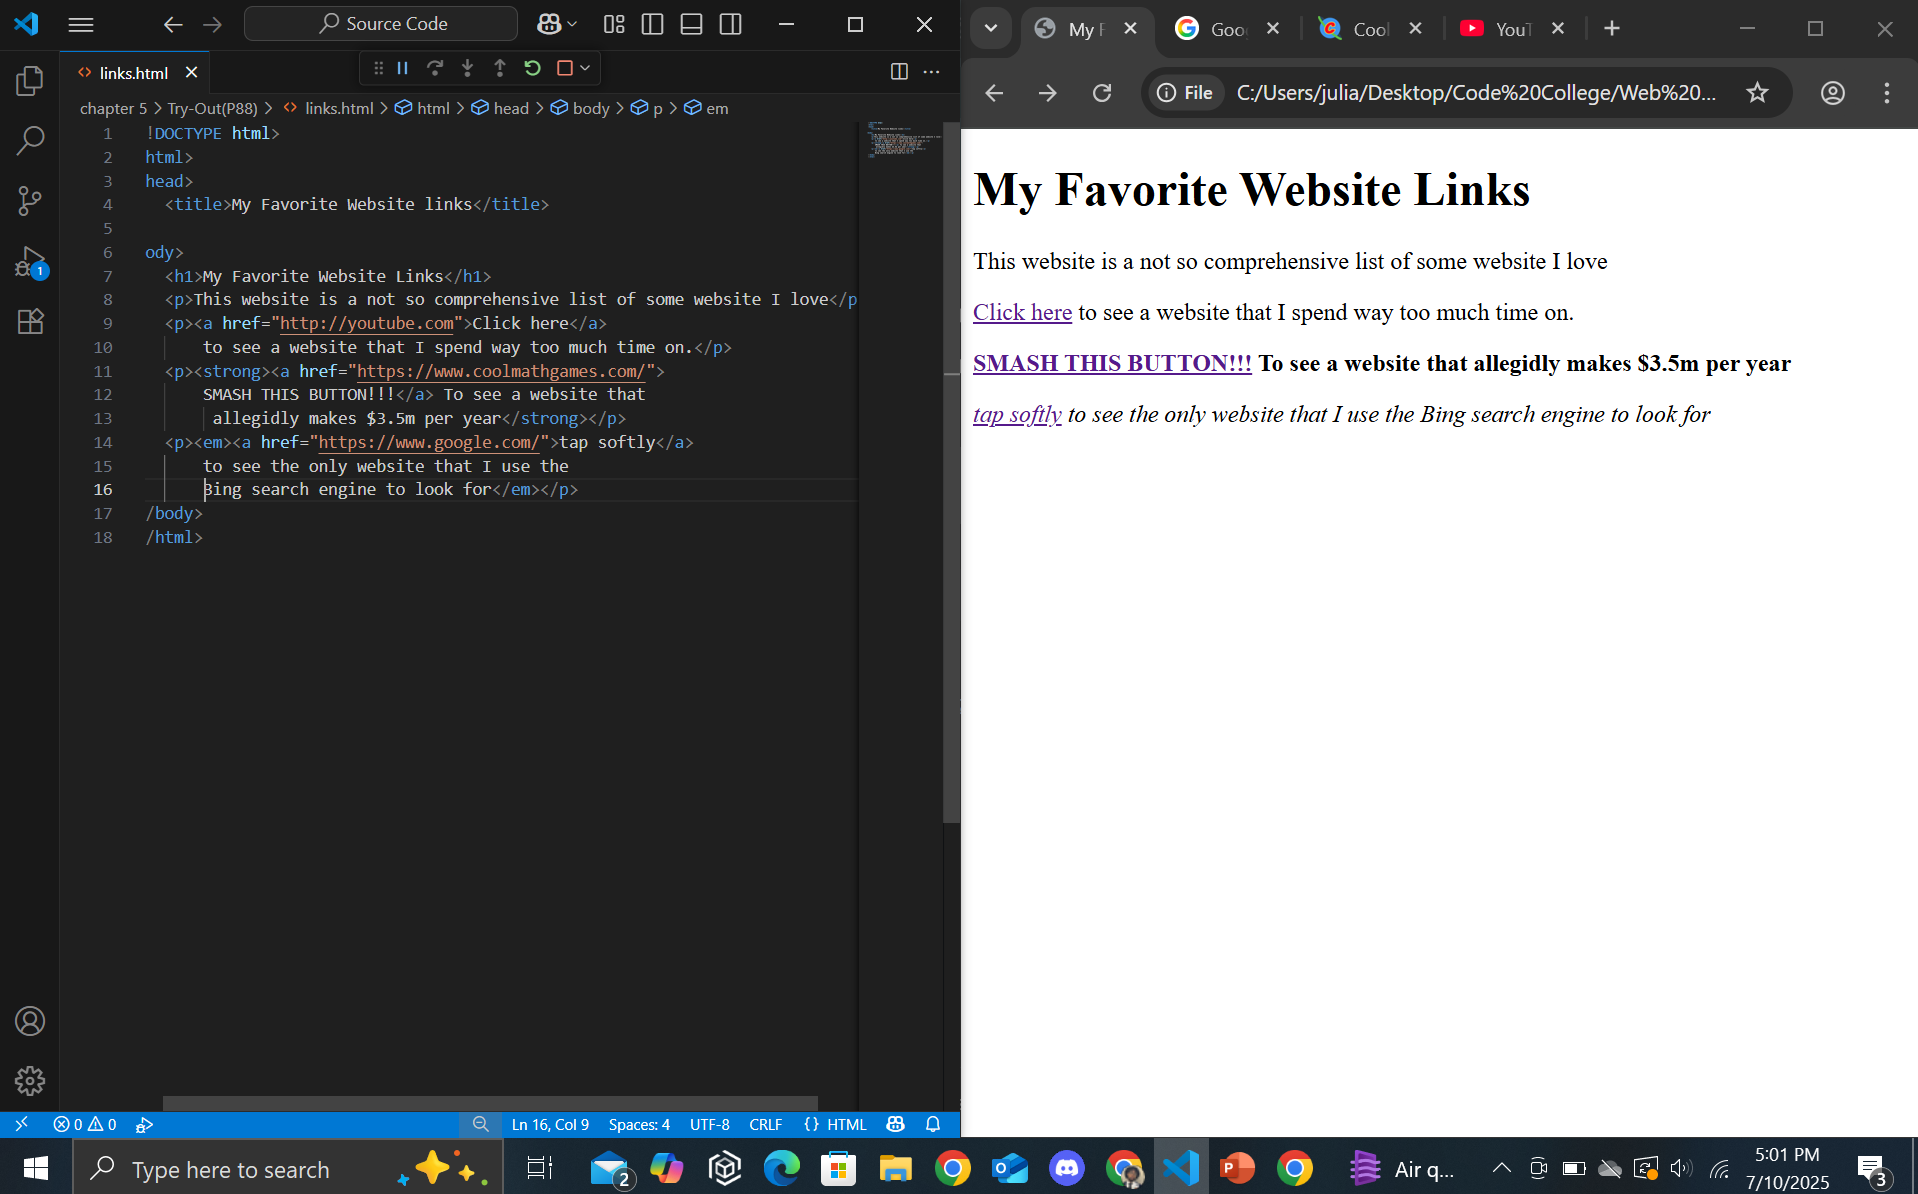 Source Code
links.html
chapter 5 > Try-Out(P88) > links.html > html > head > body > p > em
1 !DOCTYPE html>
2 html>
3 head>
4 <title>My Favorite Website links</title>
5
6 ody>
7 <h1>My Favorite Website Links</h1>
8 <p>This website is a not so comprehensive list of some website I love</p
9 <p><a href="http://youtube.com">Click here</a>
10 to see a website that I spend way too much time on.</p>
11 <p><strong><a href="https://www.coolmathgames.com/">
12 SMASH THIS BUTTON!!!</a> To see a website that
13 allegidly makes $3.5m per year</strong></p>
14 <p><em><a href="https://www.google.com/">tap softly</a>
15 to see the only website that I use the
16 Bing search engine to look for</em></p>
17 /body>
18 /html>
1
0 0
Ln 16, Col 9 Spaces: 4 UTF-8 CRLF {} HTML
My F Goo Cool YouT
File C:/Users/julia/Desktop/Code%20College/Web%20...
My Favorite Website Links
This website is a not so comprehensive list of some website I love
Click here to see a website that I spend way too much time on.
SMASH THIS BUTTON!!! To see a website that allegidly makes $3.5m per year
tap softly to see the only website that I use the Bing search engine to look for
Type here to search
2
Air q...
5:01 PM
7/10/2025
3